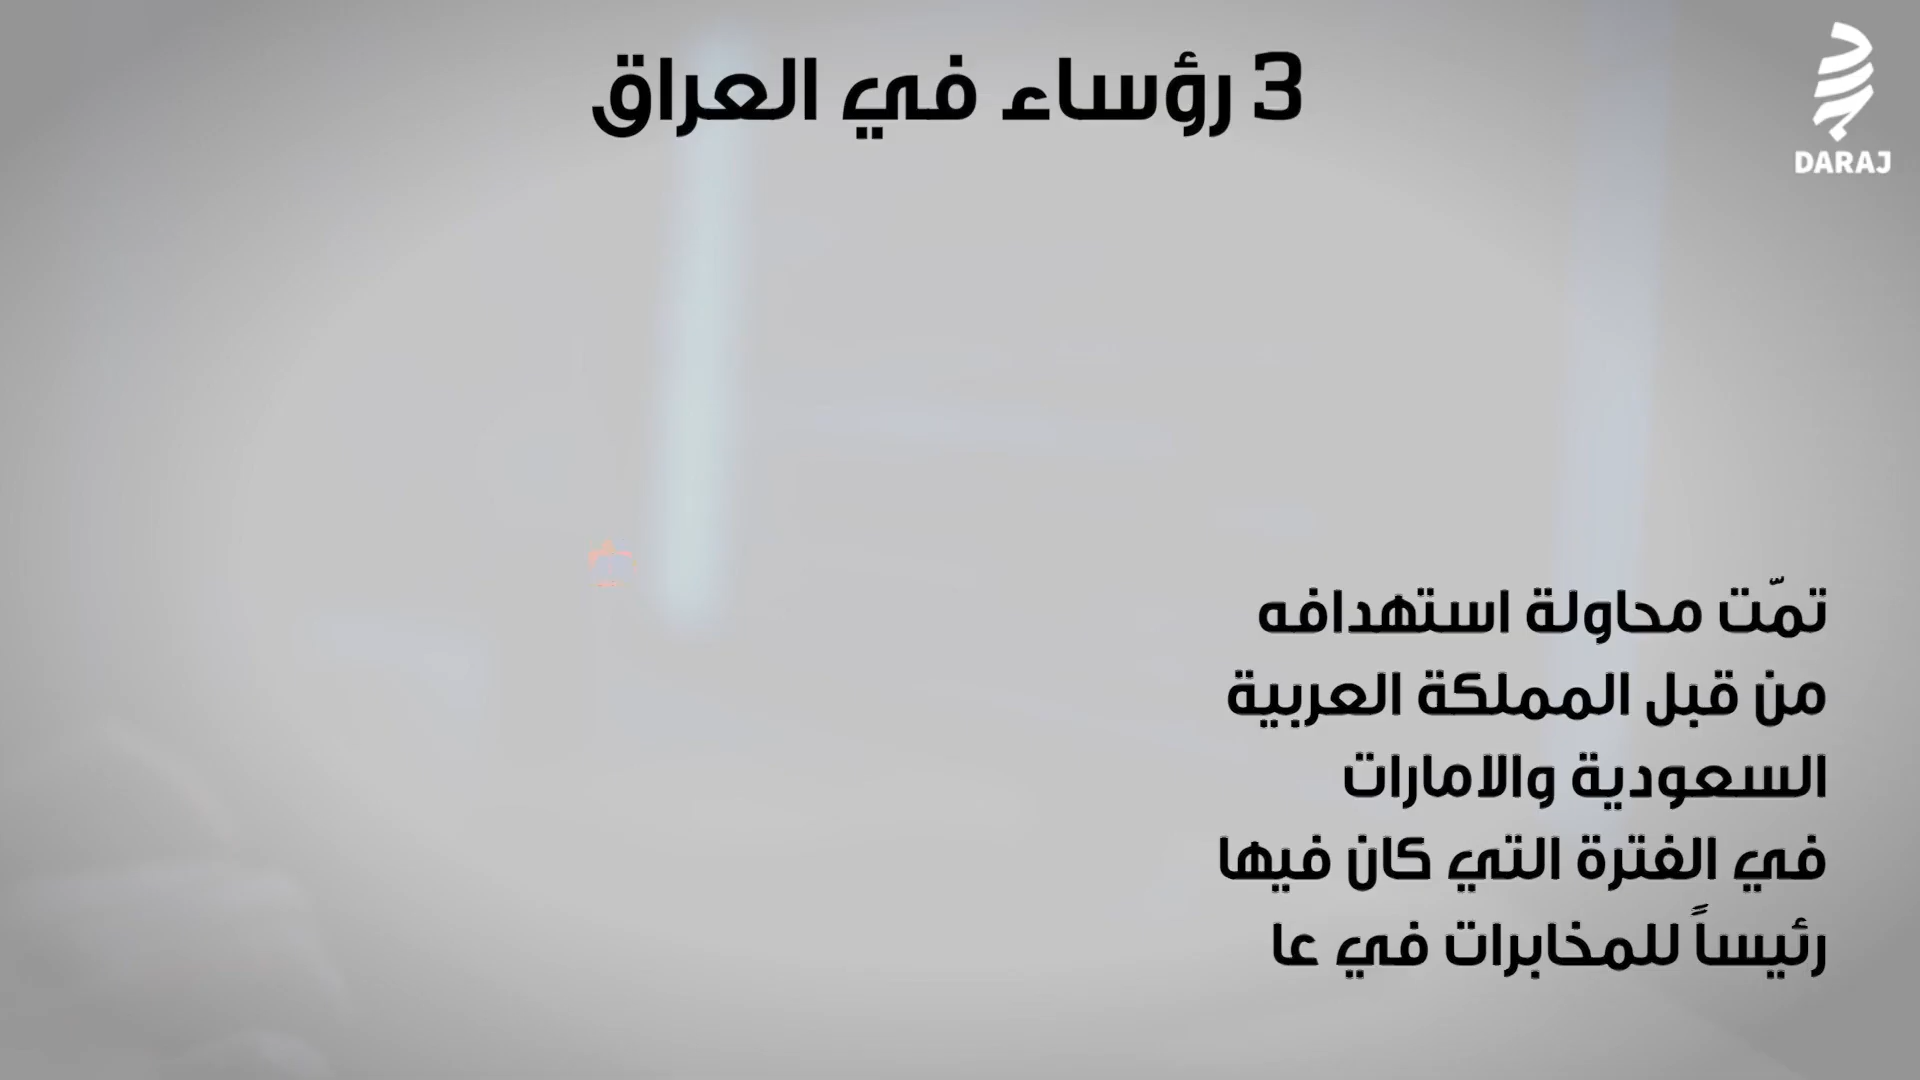 3 رؤساء في العراق
DARAJ
تمّت محاولة استهدافه
من قبل المملكة العربية
السعودية والامارات
في الفترة التي كان فيها
رئيساً للمخابرات في عا